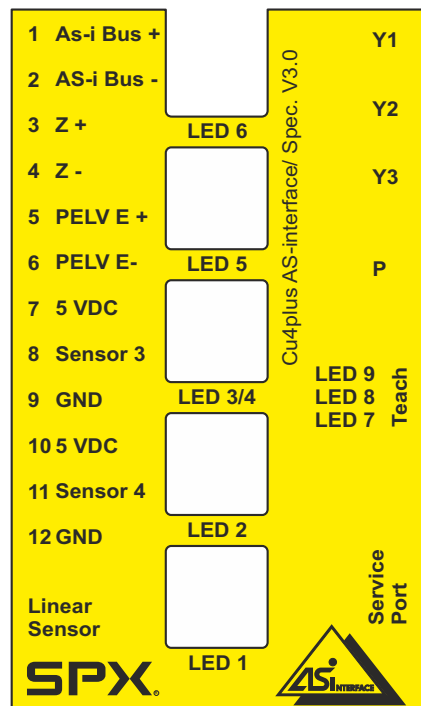 1 As-i Bus +
2 AS-i Bus -
3 Z +
4 Z -
5 PELV E +
6 PELV E-
7 5 VDC
8 Sensor 3
9 GND
10 5 VDC
11 Sensor 4
12 GND
Linear
Sensor
SPX®
LED 6
LED 5
LED 3/4
LED 2
LED 1
Cu4plus AS-interface/ Spec. V3.0
Y1
Y2
Y3
P
LED 9
LED 8
LED 7
Teach
Service
Port
ASi INTERFACE